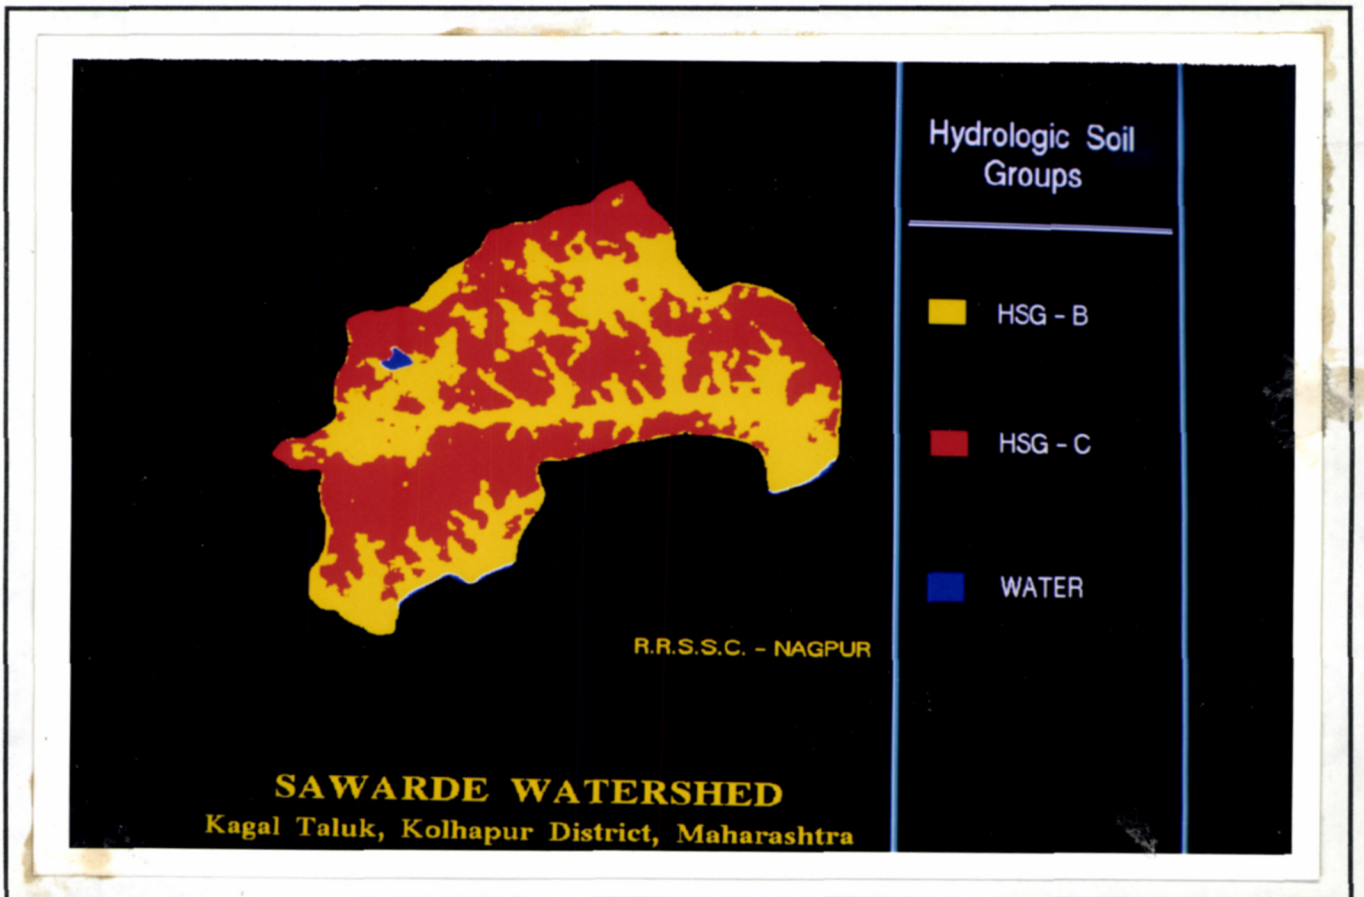 Hydrologic Soil
Groups
HSG - B
HSG - C
WATER
R.R.S.S.C. - NAGPUR
SAWARDE WATERSHED
Kagal Taluk, Kolhapur District, Maharashtra